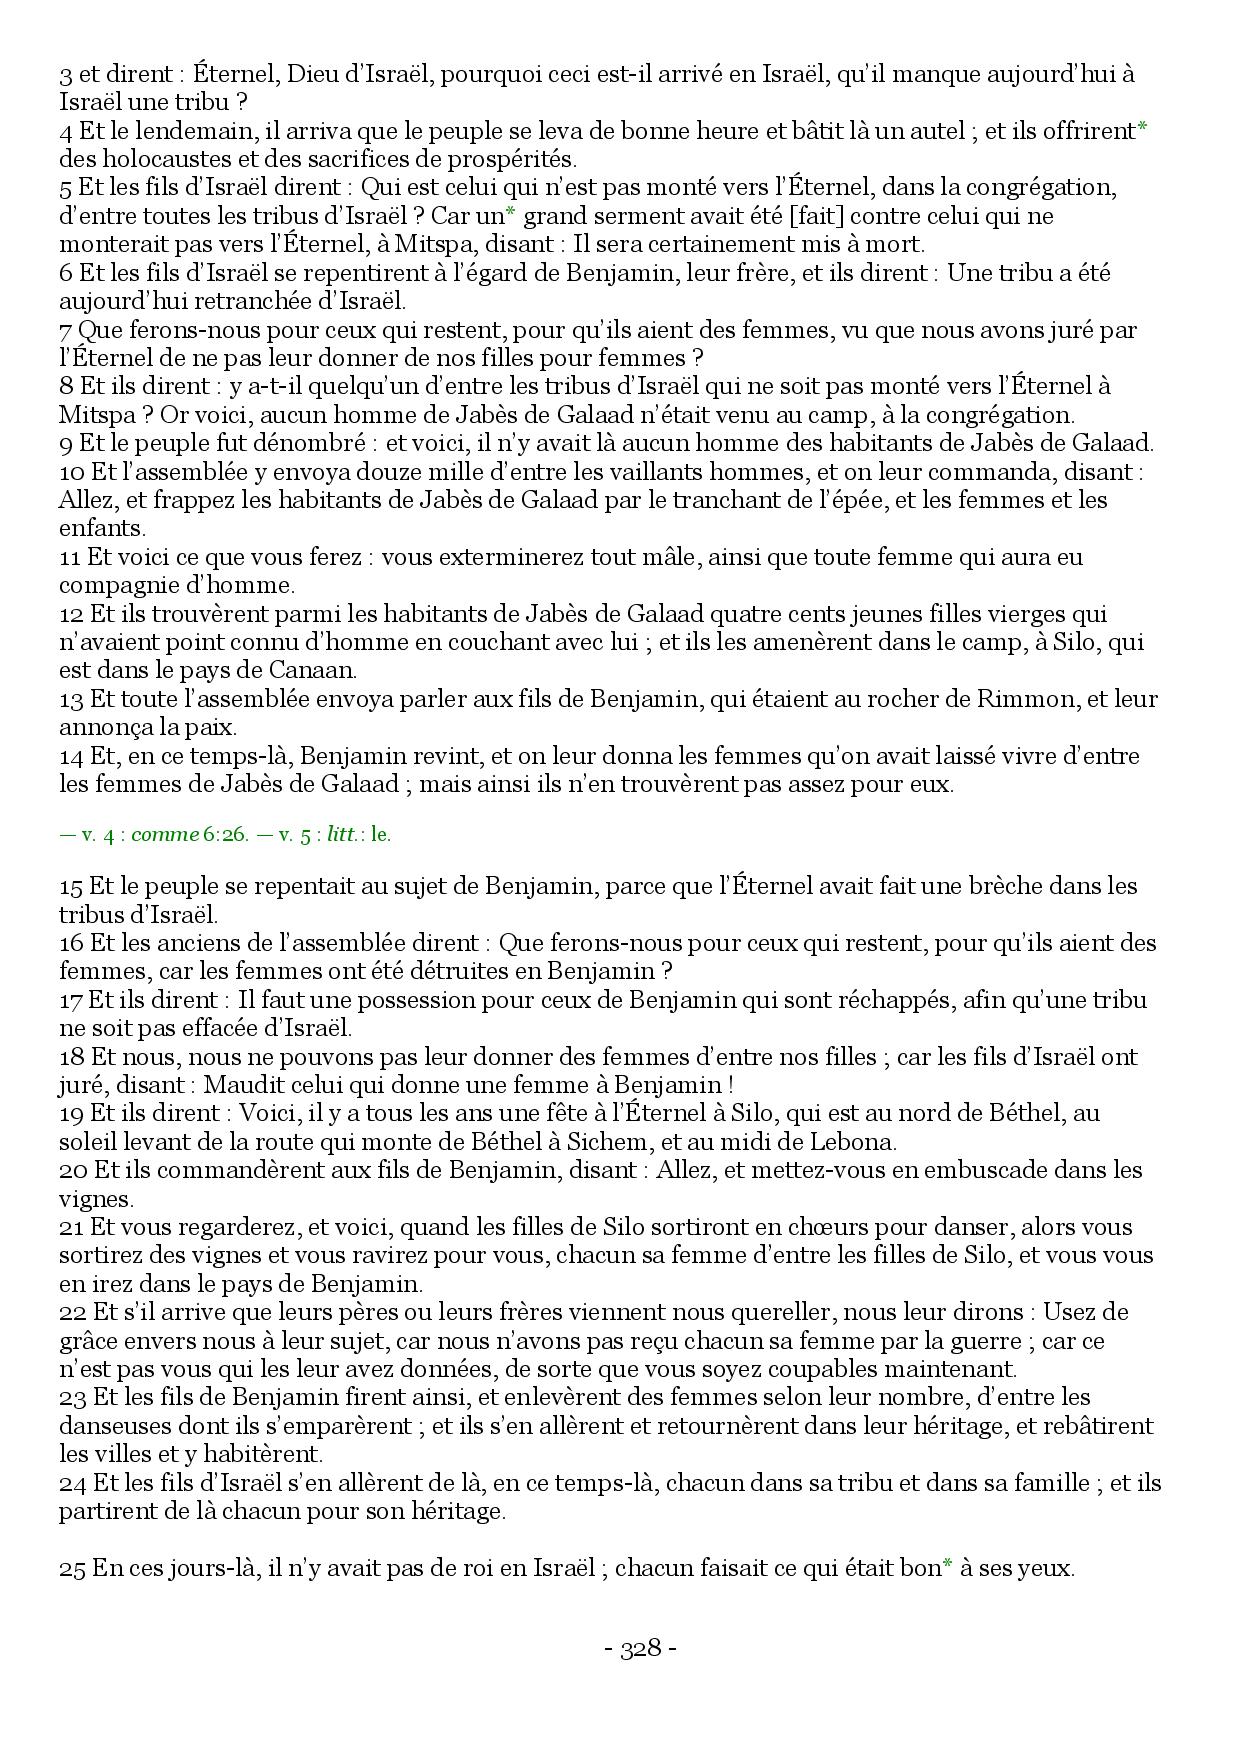 3 et dirent : Éternel, Dieu d’Israël, pourquoi ceci est-il arrivé en Israël, qu’il manque aujourd’hui à
Israël une tribu ?
4 Et le lendemain, il arriva que le peuple se leva de bonne heure et bâtit là un autel ; et ils offrirent*
des holocaustes et des sacrifices de prospérités.
5 Et les fils d’Israël dirent : Qui est celui qui n’est pas monté vers l’Éternel, dans la congrégation,
d’entre toutes les tribus d’Israël ? Car un* grand serment avait été [fait] contre celui qui ne
monterait pas vers l’Éternel, à Mitspa, disant : Il sera certainement mis à mort.
6 Et les fils d’Israël se repentirent à l’égard de Benjamin, leur frère, et ils dirent : Une tribu a été
aujourd’hui retranchée d’Israël.
7 Que ferons-nous pour ceux qui restent, pour qu’ils aient des femmes, vu que nous avons juré par
l’Éternel de ne pas leur donner de nos filles pour femmes ?
8 Et ils dirent : y a-t-il quelqu’un d’entre les tribus d’Israël qui ne soit pas monté vers l’Éternel à
Mitspa ? Or voici, aucun homme de Jabès de Galaad n’était venu au camp, à la congrégation.
9 Et le peuple fut dénombré : et voici, il n’y avait là aucun homme des habitants de Jabès de Galaad.
10 Et l’assemblée y envoya douze mille d’entre les vaillants hommes, et on leur commanda, disant :
Allez, et frappez les habitants de Jabès de Galaad par le tranchant de l’épée, et les femmes et les
enfants.
11 Et voici ce que vous ferez : vous exterminerez tout mâle, ainsi que toute femme qui aura eu
compagnie d’homme.
12 Et ils trouvèrent parmi les habitants de Jabès de Galaad quatre cents jeunes filles vierges qui
n’avaient point connu d’homme en couchant avec lui ; et ils les amenèrent dans le camp, à Silo, qui
est dans le pays de Canaan.
13 Et toute l’assemblée envoya parler aux fils de Benjamin, qui étaient au rocher de Rimmon, et leur
annonça la paix.
14 Et, en ce temps-là, Benjamin revint, et on leur donna les femmes qu’on avait laissé vivre d’entre
les femmes de Jabès de Galaad ; mais ainsi ils n’en trouvèrent pas assez pour eux.
— v. 4 : comme 6:26. — v. 5 : litt.: le.
15 Et le peuple se repentait au sujet de Benjamin, parce que l’Éternel avait fait une brèche dans les
tribus d’Israël.
16 Et les anciens de l’assemblée dirent : Que ferons-nous pour ceux qui restent, pour qu’ils aient des
femmes, car les femmes ont été détruites en Benjamin ?
17 Et ils dirent : Il faut une possession pour ceux de Benjamin qui sont réchappés, afin qu’une tribu
ne soit pas effacée d’Israël.
18 Et nous, nous ne pouvons pas leur donner des femmes d’entre nos filles ; car les fils d’Israël ont
juré, disant : Maudit celui qui donne une femme à Benjamin !
19 Et ils dirent : Voici, il y a tous les ans une fête à l’Éternel à Silo, qui est au nord de Béthel, au
soleil levant de la route qui monte de Béthel à Sichem, et au midi de Lebona.
20 Et ils commandèrent aux fils de Benjamin, disant : Allez, et mettez-vous en embuscade dans les
vignes.
21 Et vous regarderez, et voici, quand les filles de Silo sortiront en chœurs pour danser, alors vous
sortirez des vignes et vous ravirez pour vous, chacun sa femme d’entre les filles de Silo, et vous vous
en irez dans le pays de Benjamin.
22 Et s’il arrive que leurs pères ou leurs frères viennent nous quereller, nous leur dirons : Usez de
grâce envers nous à leur sujet, car nous n’avons pas reçu chacun sa femme par la guerre ; car ce
n’est pas vous qui les leur avez données, de sorte que vous soyez coupables maintenant.
23 Et les fils de Benjamin firent ainsi, et enlevèrent des femmes selon leur nombre, d’entre les
danseuses dont ils s’emparèrent ; et ils s’en allèrent et retournèrent dans leur héritage, et rebâtirent
les villes et y habitèrent.
24 Et les fils d’Israël s’en allèrent de là, en ce temps-là, chacun dans sa tribu et dans sa famille ; et ils
partirent de là chacun pour son héritage.
25 En ces jours-là, il n’y avait pas de roi en Israël ; chacun faisait ce qui était bon* à ses yeux.
- 328 -